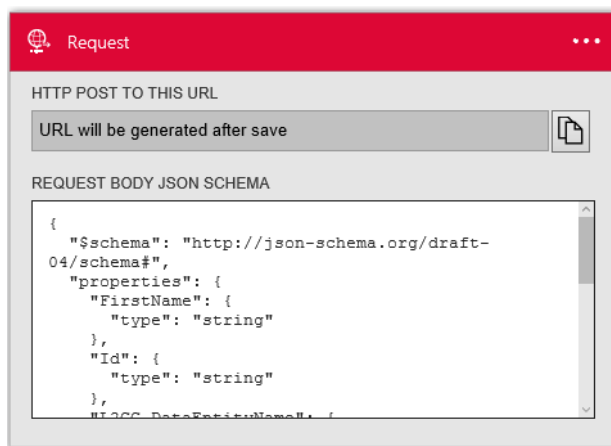 Request
HTTP POST TO THIS URL
URL will be generated after save
REQUEST BODY JSON SCHEMA
{
  "$schema": "http://json-schema.org/draft-
04/schema#",
  "properties": {
    "FirstName": {
      "type": "string"
    },
    "Id": {
      "type": "string"
    },